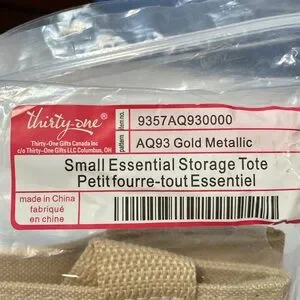 thirty-one®
Thirty-One Gifts Canada Inc
c/o Thirty-One Gifts LLC Columbus, OH
item no.
9357AQ930000
pattern
AQ93 Gold Metallic
Small Essential Storage Tote
Petit fourre-tout Essentiel
made in China
fabriqué
en chine